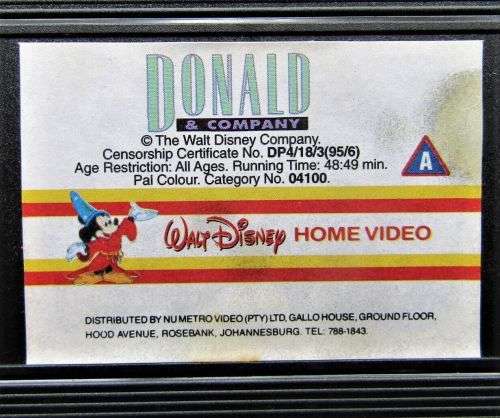 DONALD
& COMPANY
© The Walt Disney Company.
Censorship Certificate No. DP4/18/3(95/6)
Age Restriction: All Ages. Running Time: 48:49 min.
Pal Colour. Category No. 04100.
A
WALT DISNEY HOME VIDEO
DISTRIBUTED BY NU METRO VIDEO (PTY) LTD, GALLO HOUSE, GROUND FLOOR,
HOOD AVENUE, ROSEBANK, JOHANNESBURG. TEL: 788-1843.